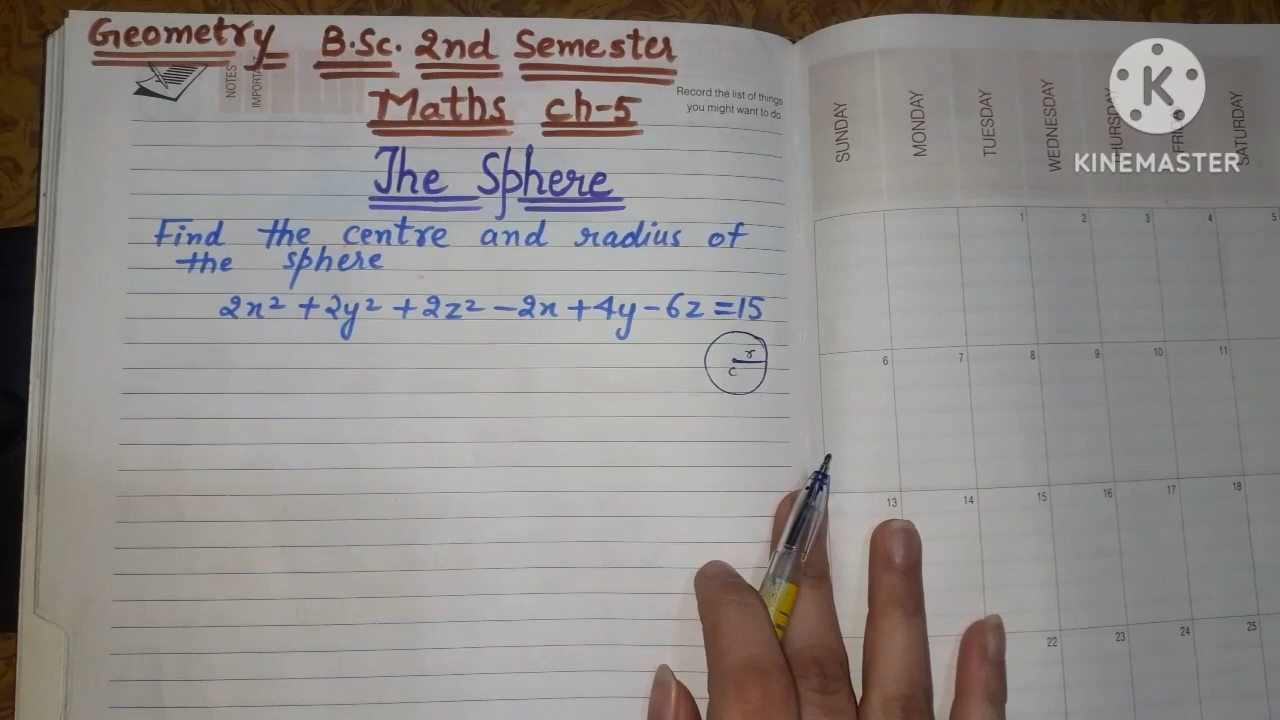 Geometry B.Sc. 2nd Semester
NOTES
IMPORTA
Record the list of things
you might want to do
Maths Ch-5
The Sphere
Find the centre and radius of
the sphere
2x² + 2y² + 2z² - 2x + 4y - 6z = 15
r
c
K
KINEMASTER
SUNDAY MONDAY TUESDAY WEDNESDAY THURSDAY FRI SATURDAY
1 2 3 4 5
6 7 8 9 10 11
13 14 15 16 17 18
22 23 24 25